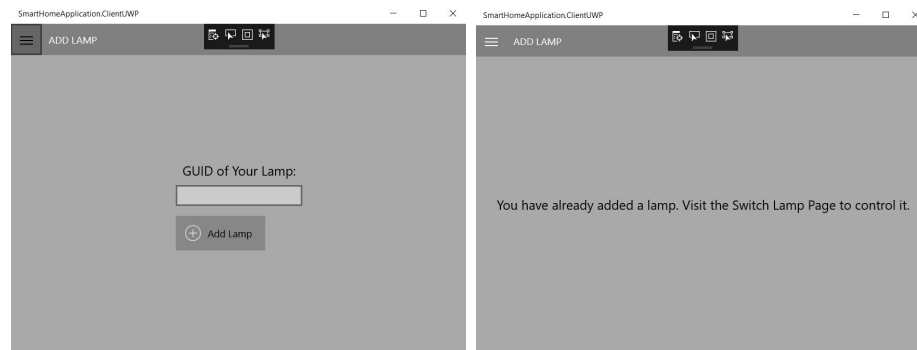 SmartHomeApplication.ClientUWP
ADD LAMP
GUID of Your Lamp:
Add Lamp
SmartHomeApplication.ClientUWP
ADD LAMP
You have already added a lamp. Visit the Switch Lamp Page to control it.